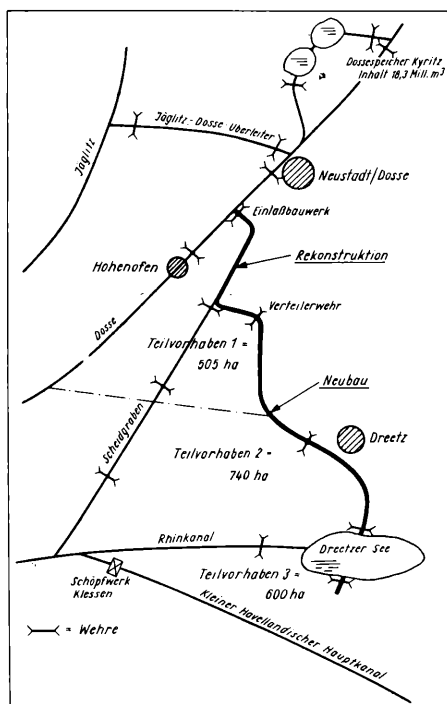 Dossespeicher Kyritz
Inhalt 18,3 Mill. m³
Jäglitz-Dosse-Überleiter
Jäglitz
Neustadt/Dosse
Einlaßbauwerk
Rekonstruktion
Hohenofen
Verteilerwehr
Dosse
Teilvorhaben 1 =
505 ha
Neubau
Scheidgraben
Dreetz
Teilvorhaben 2 =
740 ha
Rhinkanal
Dreetzer See
Schöpfwerk
Klessen
Teilvorhaben 3 =
600 ha
Kleiner Havelländischer Hauptkanal
= Wehre